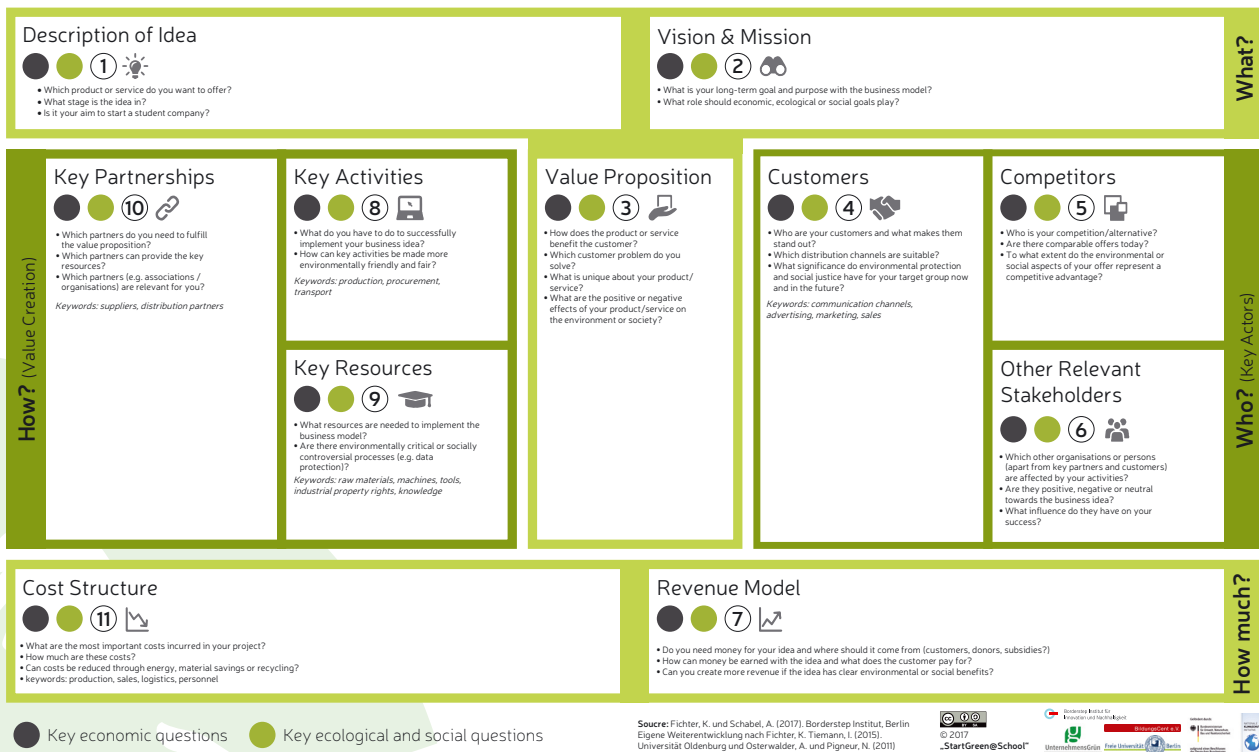 Description of Idea
1
• Which product or service do you want to offer?
• What stage is the idea in?
• Is it your aim to start a student company?
Vision & Mission
2
• What is your long-term goal and purpose with the business model?
• What role should economic, ecological or social goals play?
What?
How? (Value Creation)
Key Partnerships
10
• Which partners do you need to fulfill
the value proposition?
• Which partners can provide the key
resources?
• Which partners (e.g. associations /
organisations) are relevant for you?
Keywords: suppliers, distribution partners
Key Activities
8
• What do you have to do to successfully
implement your business idea?
• How can key activities be made more
environmentally friendly and fair?
Keywords: production, procurement,
transport
Key Resources
9
• What resources are needed to implement the
business model?
• Are there environmentally critical or socially
controversial processes (e.g. data
protection)?
Keywords: raw materials, machines, tools,
industrial property rights, knowledge
Value Proposition
3
• How does the product or service
benefit the customer?
• Which customer problem do you
solve?
• What is unique about your product/
service?
• What are the positive or negative
effects of your product/service on
the environment or society?
Customers
4
• Who are your customers and what makes them
stand out?
• Which distribution channels are suitable?
• What significance do environmental protection
and social justice have for your target group now
and in the future?
Keywords: communication channels,
advertising, marketing, sales
Competitors
5
• Who is your competition/alternative?
• Are there comparable offers today?
• To what extent do the environmental or
social aspects of your offer represent a
competitive advantage?
Other Relevant
Stakeholders
6
• Which other organisations or persons
(apart from key partners and customers)
are affected by your activities?
• Are they positive, negative or neutral
towards the business idea?
• What influence do they have on your
success?
Who? (Key Actors)
Cost Structure
11
• What are the most important costs incurred in your project?
• How much are these costs?
• Can costs be reduced through energy, material savings or recycling?
• keywords: production, sales, logistics, personnel
Revenue Model
7
• Do you need money for your idea and where should it come from (customers, donors, subsidies?)
• How can money be earned with the idea and what does the customer pay for?
• Can you create more revenue if the idea has clear environmental or social benefits?
How much?
Key economic questions
Key ecological and social questions
Soucre: Fichter, K. und Schabel, A. (2017). Borderstep Institut, Berlin
Eigene Weiterentwicklung nach Fichter, K. Tiemann, I. (2015).
Universität Oldenburg und Osterwalder, A. und Pigneur, N. (2011)
cc
BY SA
© 2017
„StartGreen@School"
Borderstep Institut für
Innovation und Nachhaltigkeit
UnternehmensGrün
BildungsCent e.V.
Freie Universität Berlin